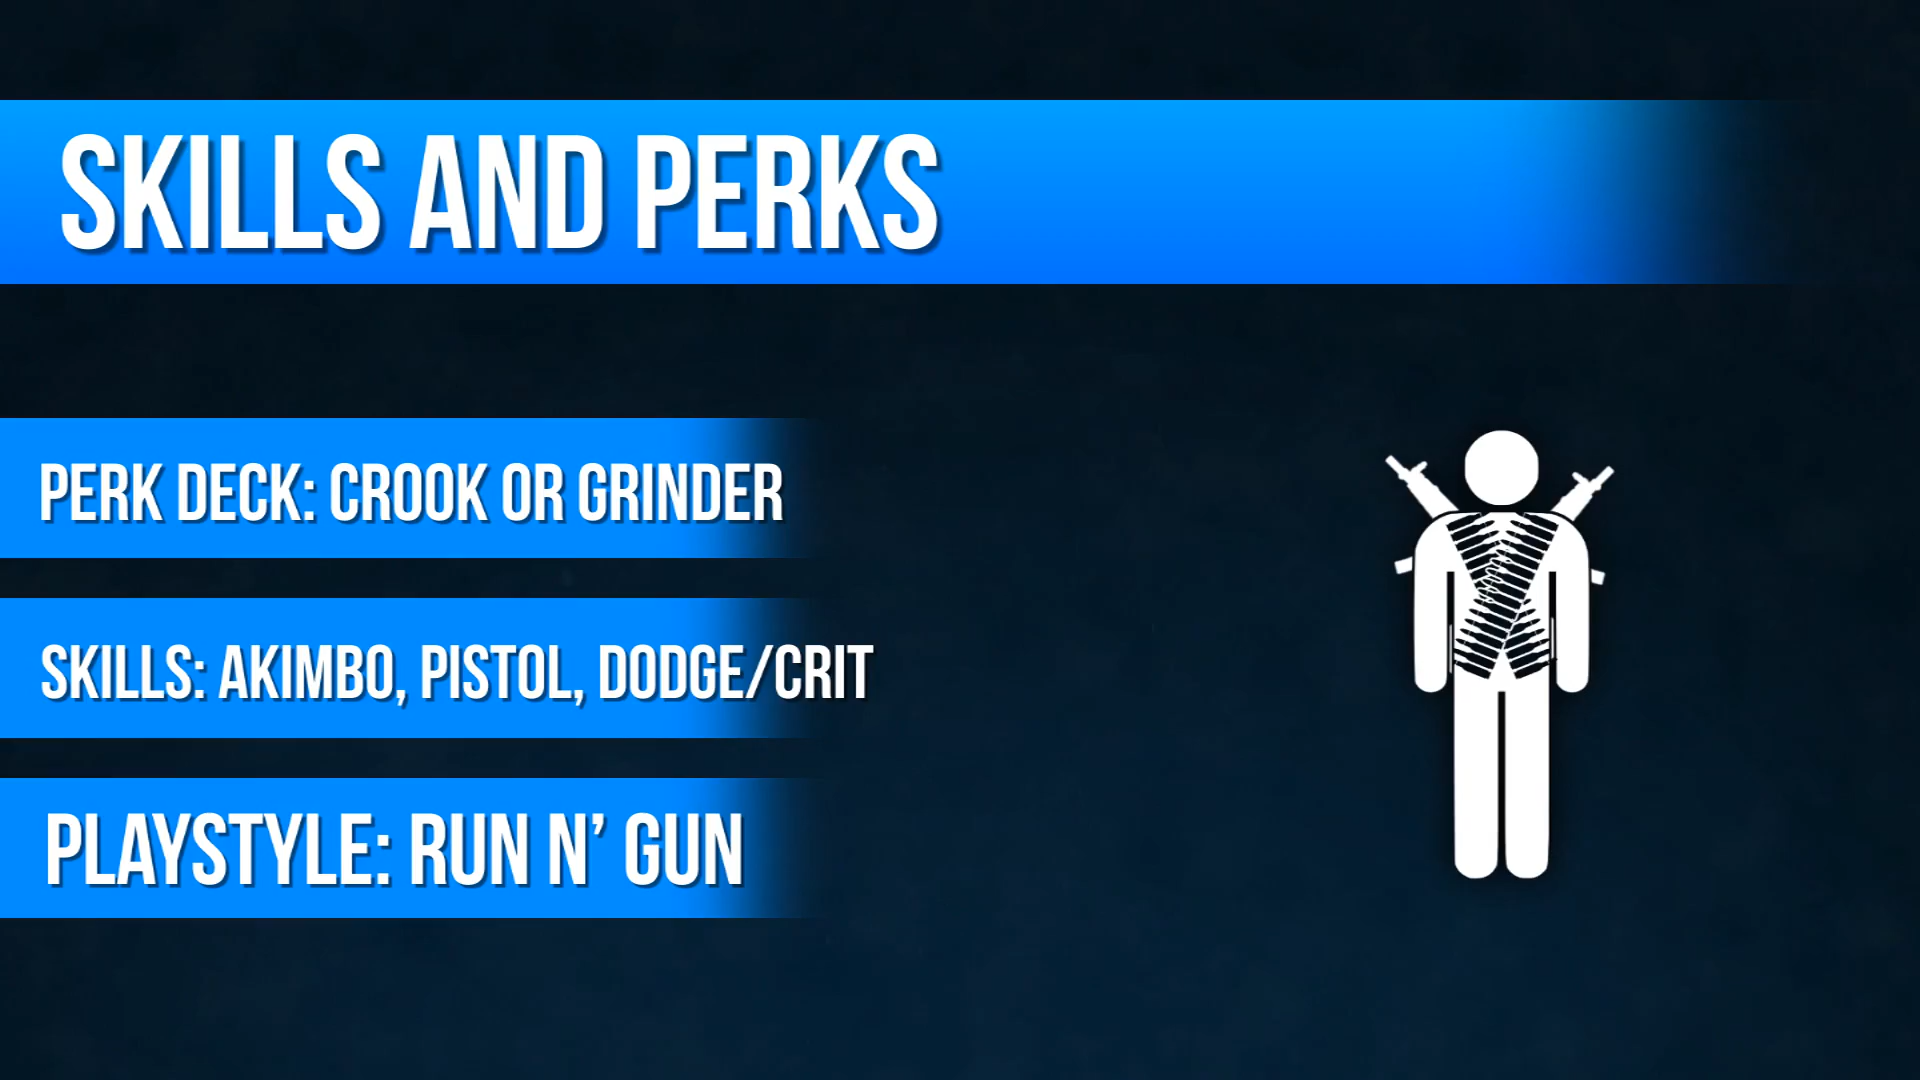 SKILLS AND PERKS
PERK DECK: CROOK OR GRINDER
SKILLS: AKIMBO, PISTOL, DODGE/CRIT
PLAYSTYLE: RUN N’ GUN